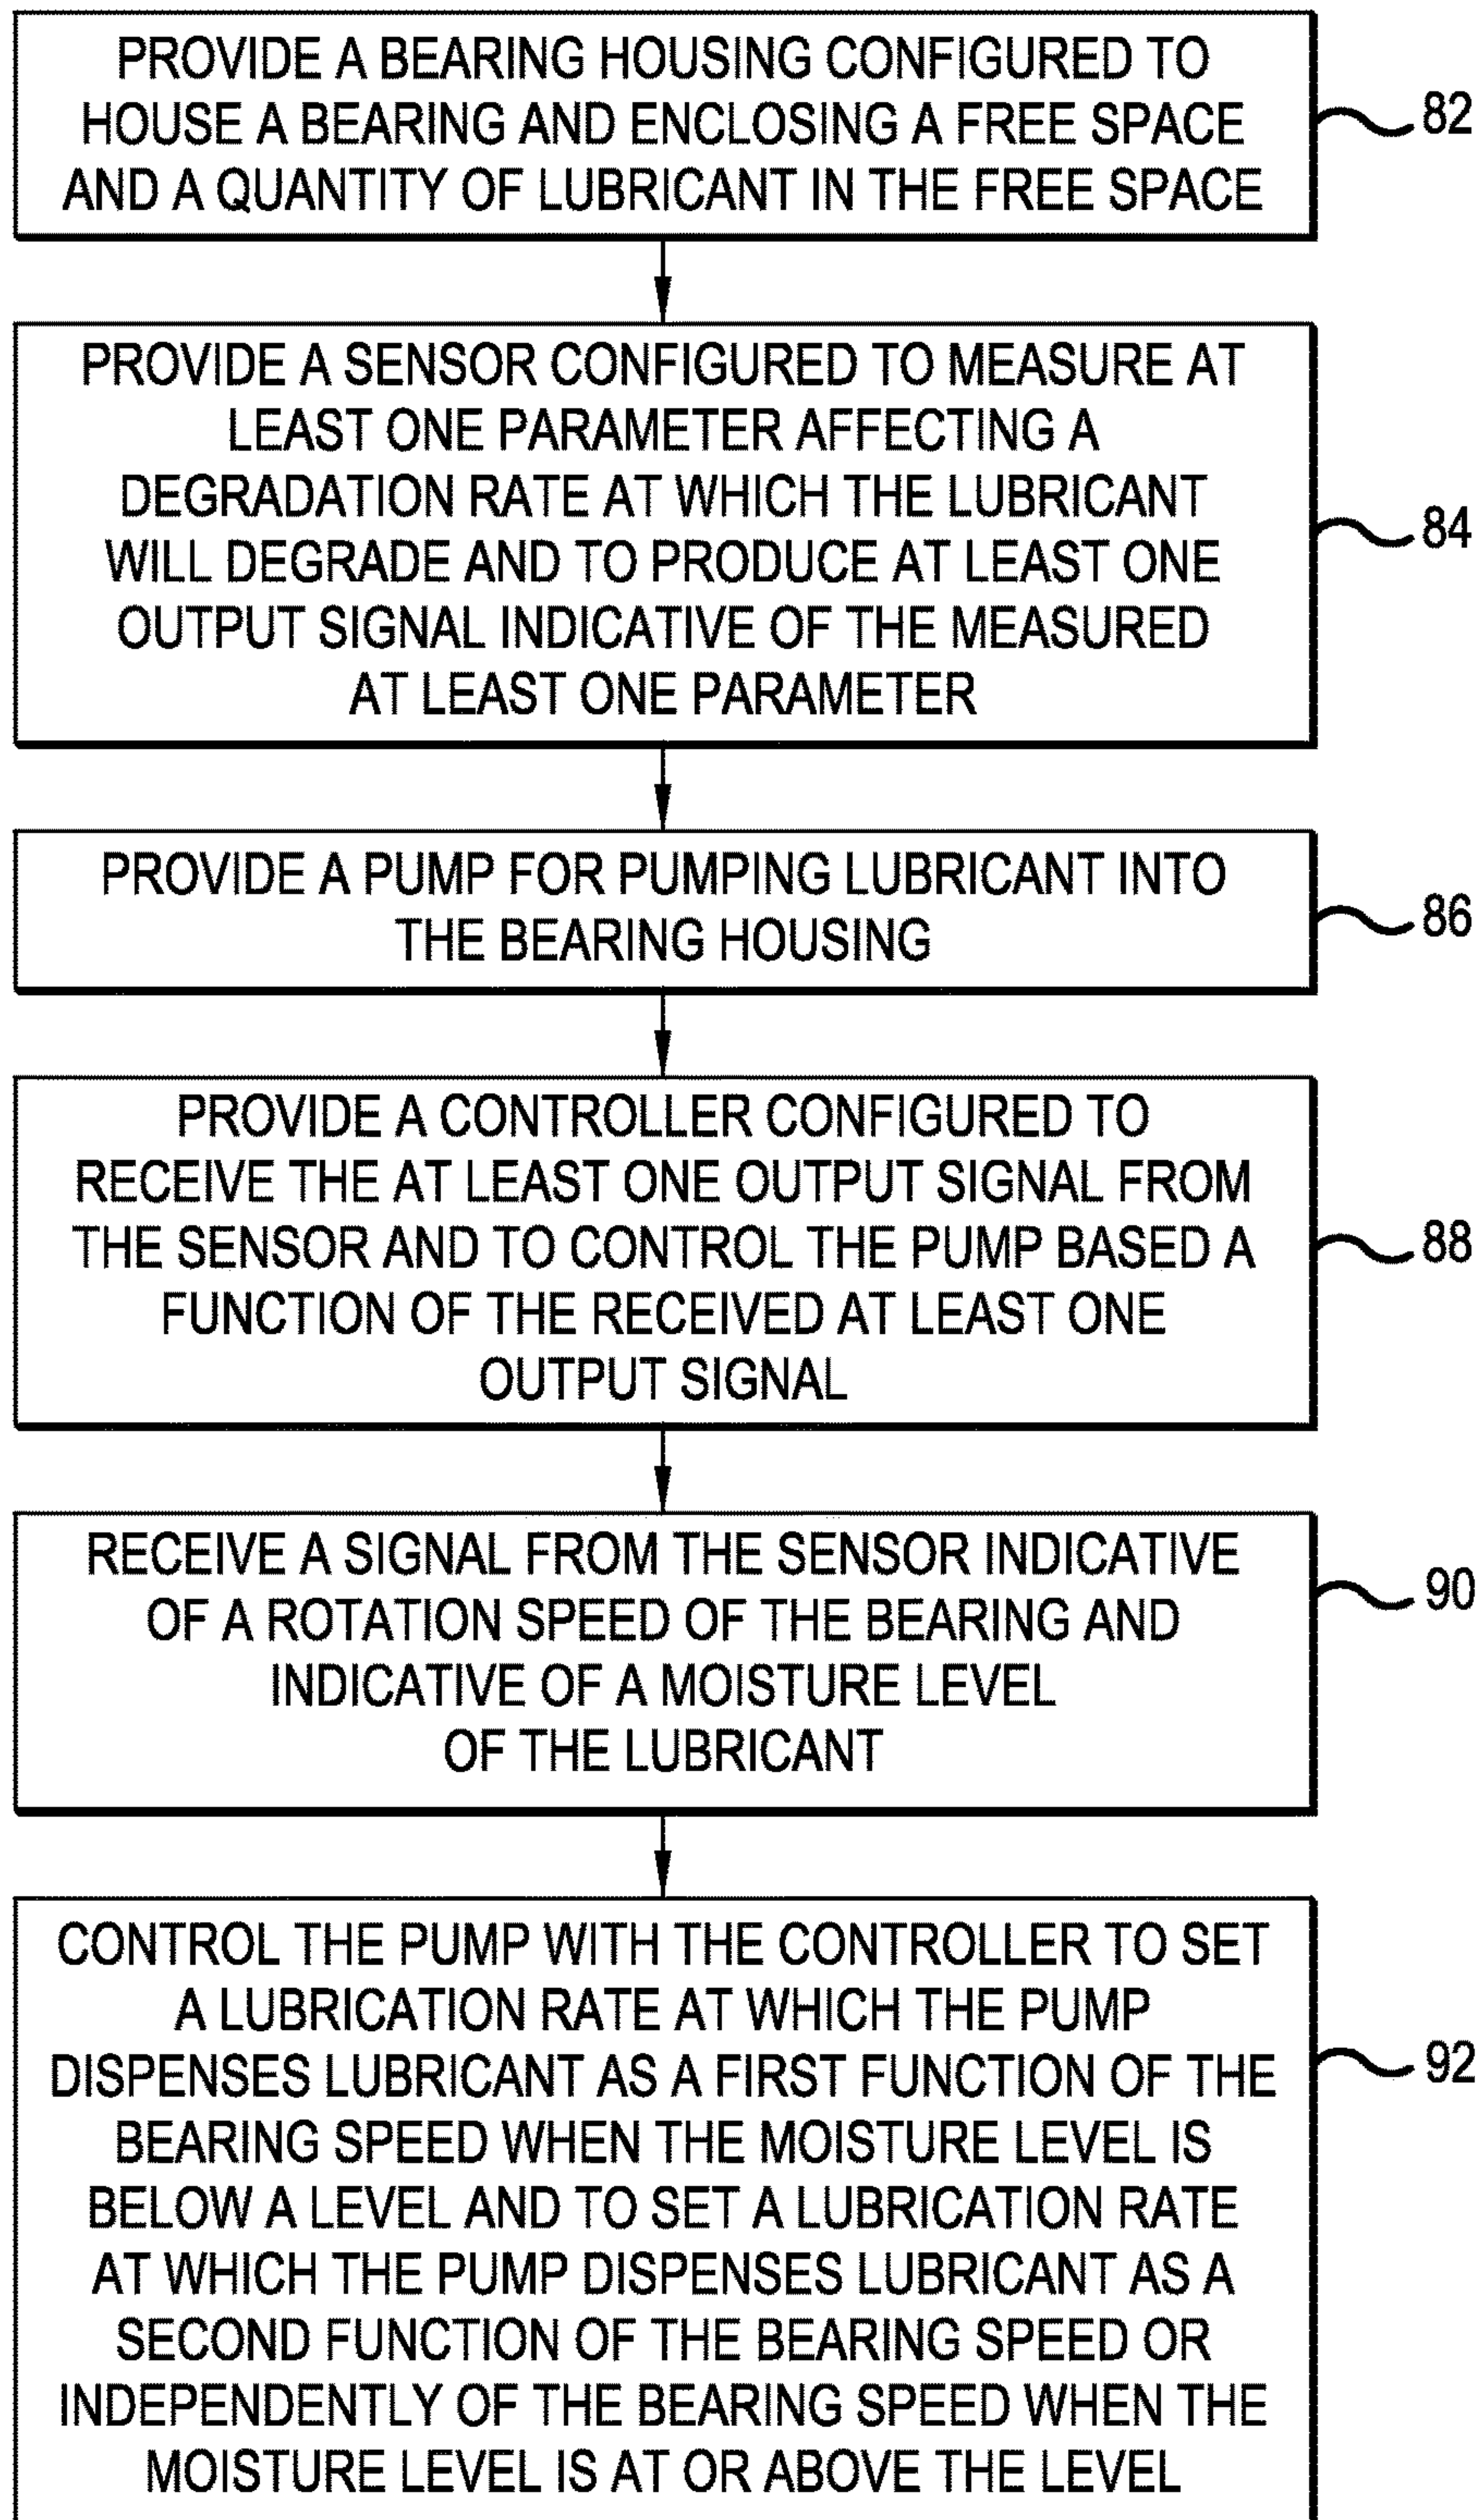 PROVIDE A BEARING HOUSING CONFIGURED TO
HOUSE A BEARING AND ENCLOSING A FREE SPACE
AND A QUANTITY OF LUBRICANT IN THE FREE SPACE
82
PROVIDE A SENSOR CONFIGURED TO MEASURE AT
LEAST ONE PARAMETER AFFECTING A
DEGRADATION RATE AT WHICH THE LUBRICANT
WILL DEGRADE AND TO PRODUCE AT LEAST ONE
OUTPUT SIGNAL INDICATIVE OF THE MEASURED
AT LEAST ONE PARAMETER
84
PROVIDE A PUMP FOR PUMPING LUBRICANT INTO
THE BEARING HOUSING
86
PROVIDE A CONTROLLER CONFIGURED TO
RECEIVE THE AT LEAST ONE OUTPUT SIGNAL FROM
THE SENSOR AND TO CONTROL THE PUMP BASED A
FUNCTION OF THE RECEIVED AT LEAST ONE
OUTPUT SIGNAL
88
RECEIVE A SIGNAL FROM THE SENSOR INDICATIVE
OF A ROTATION SPEED OF THE BEARING AND
INDICATIVE OF A MOISTURE LEVEL
OF THE LUBRICANT
90
CONTROL THE PUMP WITH THE CONTROLLER TO SET
A LUBRICATION RATE AT WHICH THE PUMP
DISPENSES LUBRICANT AS A FIRST FUNCTION OF THE
BEARING SPEED WHEN THE MOISTURE LEVEL IS
BELOW A LEVEL AND TO SET A LUBRICATION RATE
AT WHICH THE PUMP DISPENSES LUBRICANT AS A
SECOND FUNCTION OF THE BEARING SPEED OR
INDEPENDENTLY OF THE BEARING SPEED WHEN THE
MOISTURE LEVEL IS AT OR ABOVE THE LEVEL
92